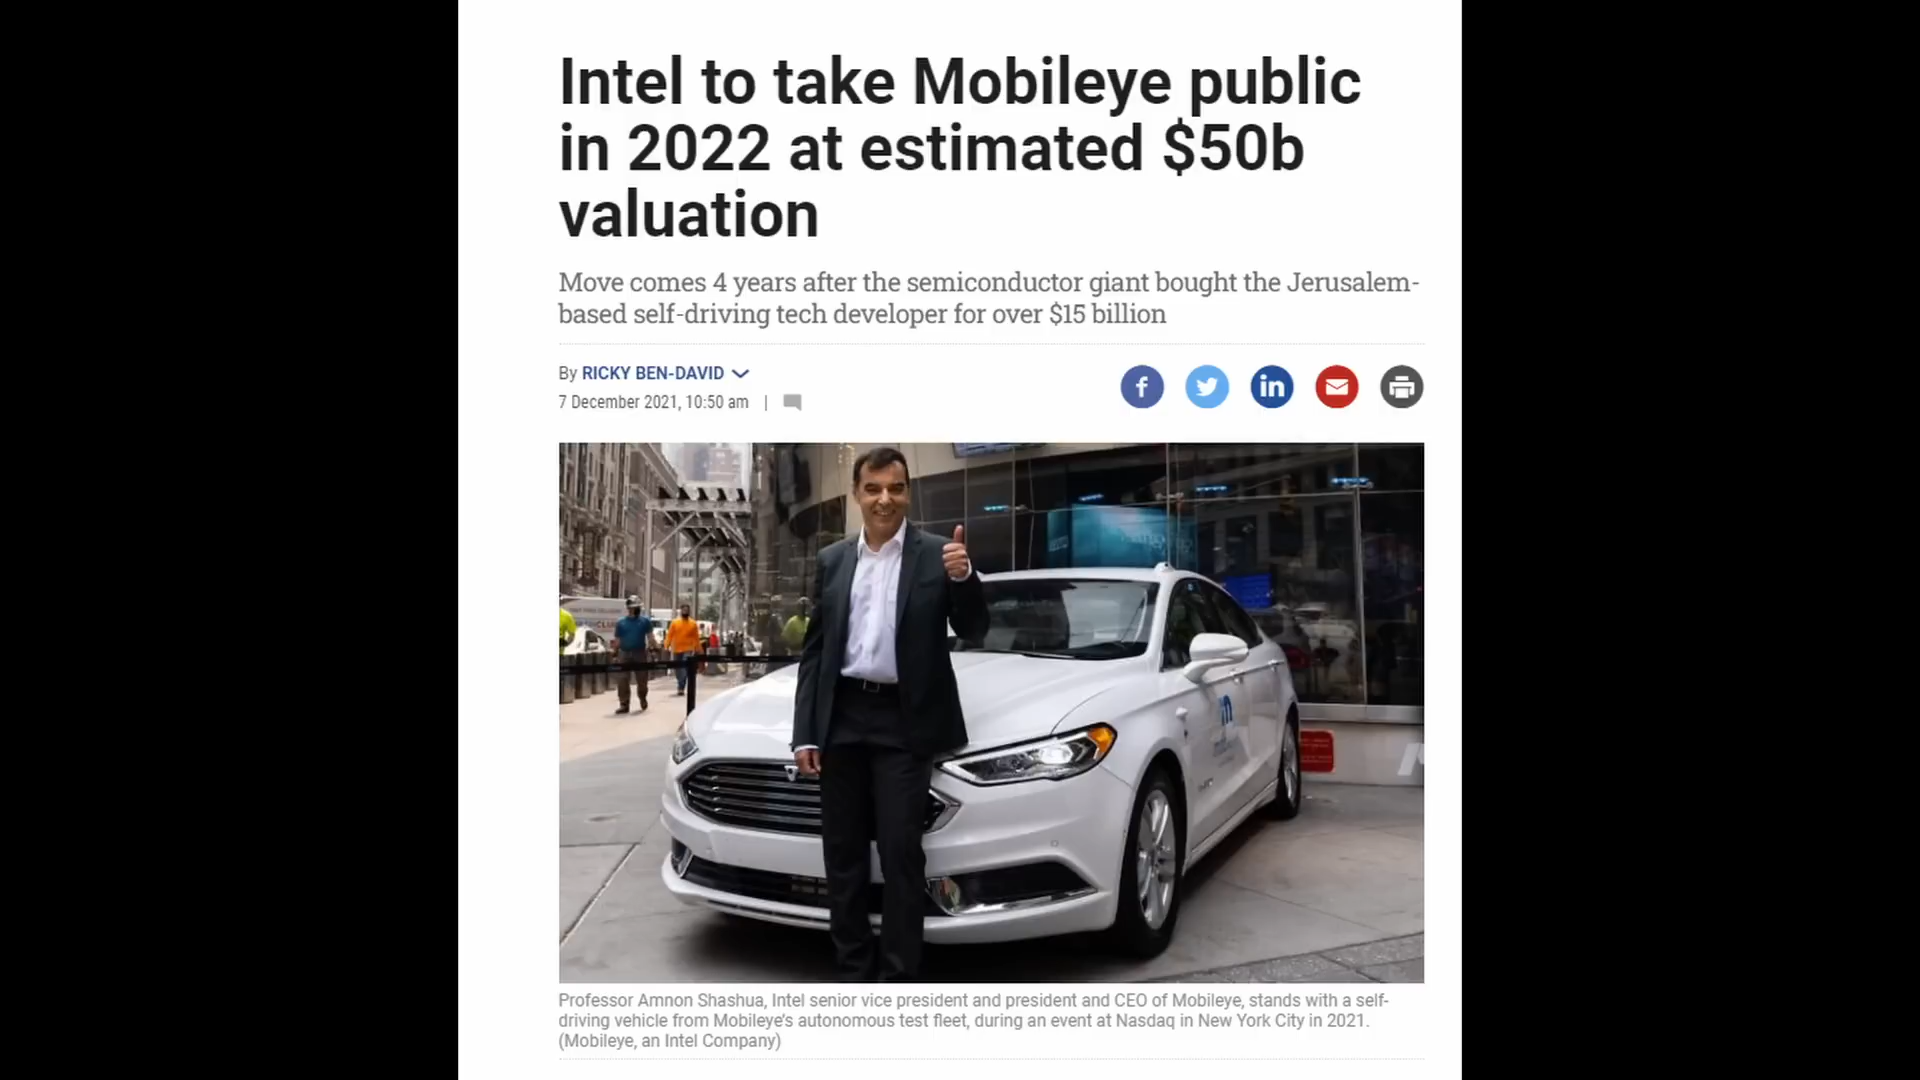 Intel to take Mobileye public
in 2022 at estimated $50b
valuation
Move comes 4 years after the semiconductor giant bought the Jerusalem-
based self-driving tech developer for over $15 billion
By RICKY BEN-DAVID
7 December 2021, 10:50 am |
Professor Amnon Shashua, Intel senior vice president and president and CEO of Mobileye, stands with a self-
driving vehicle from Mobileye's autonomous test fleet, during an event at Nasdaq in New York City in 2021.
(Mobileye, an Intel Company)